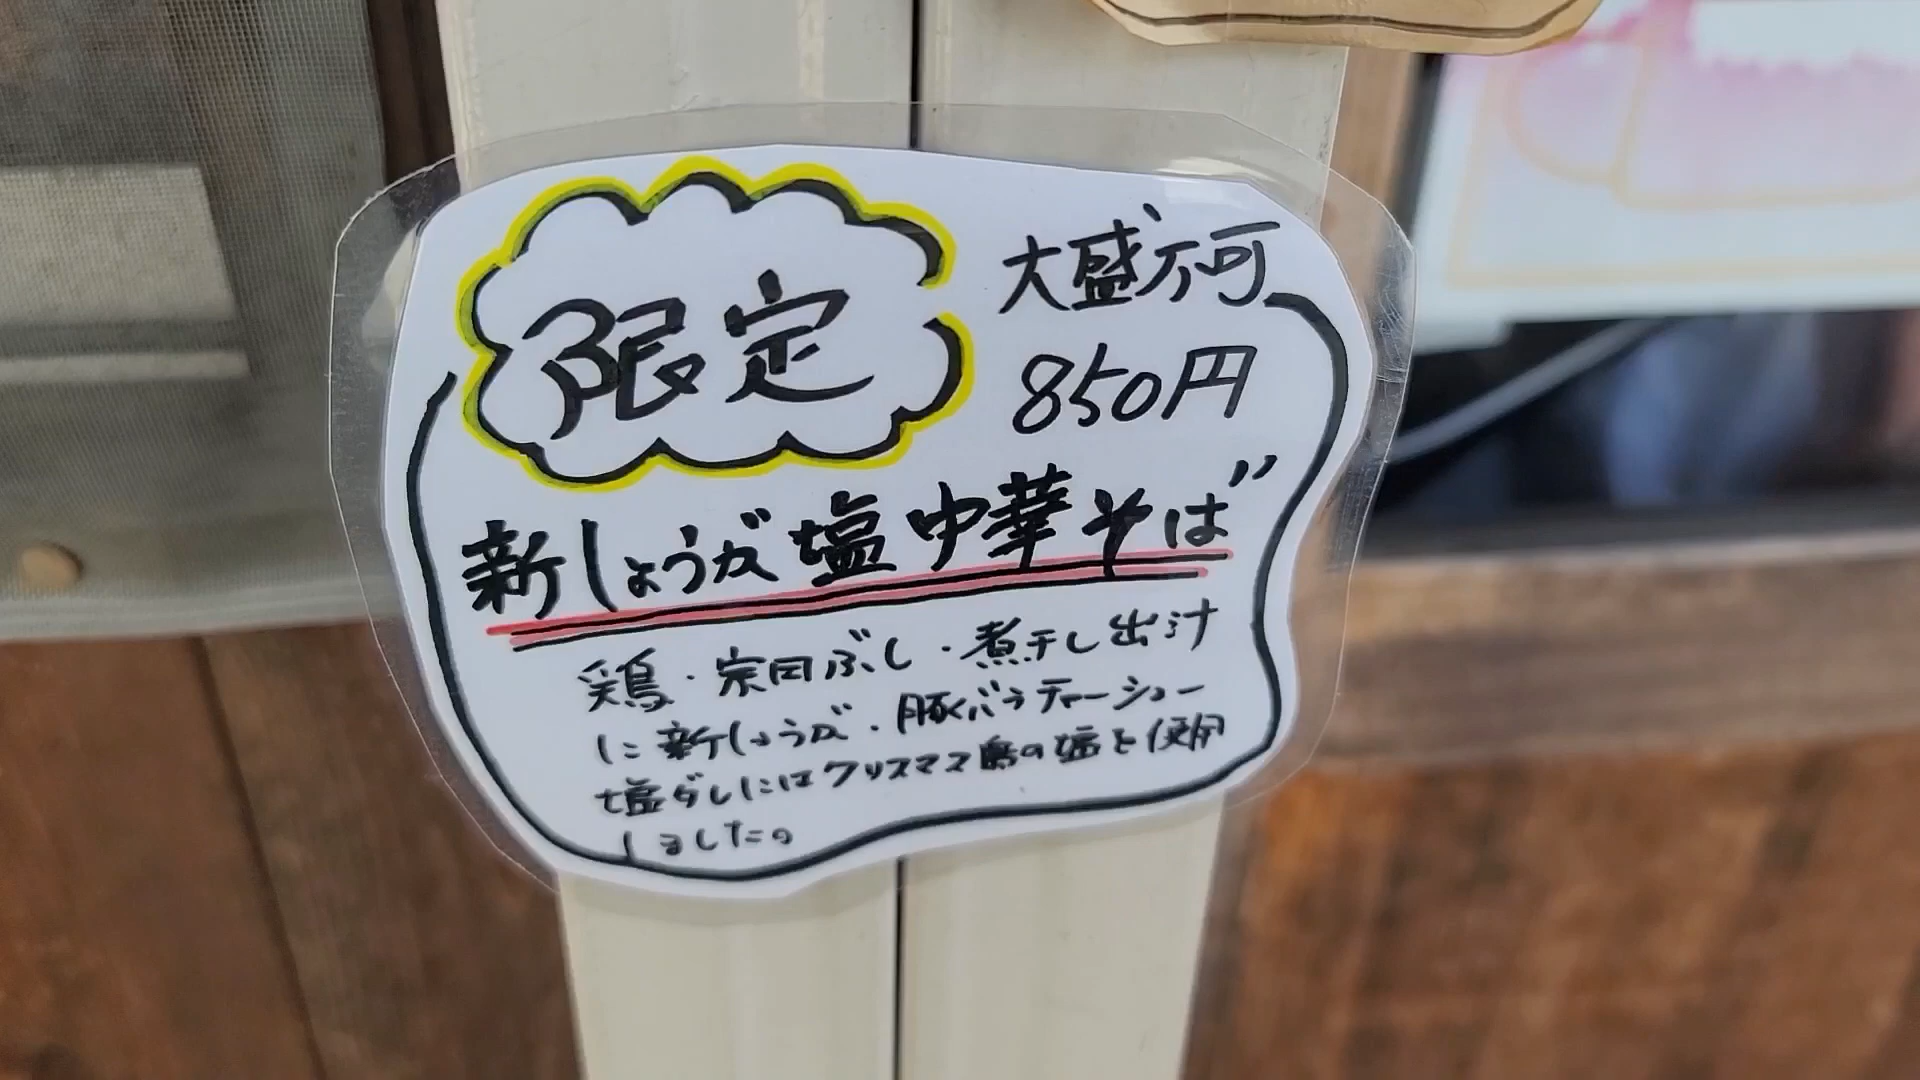 限定
大盛不可
850円
新しょうが塩中華そば
鶏・宗田ぶし・煮干し出汁
に新しょうが・豚バラチャーシュー
塩ダレにはクリスマス島の塩を使用
しました。